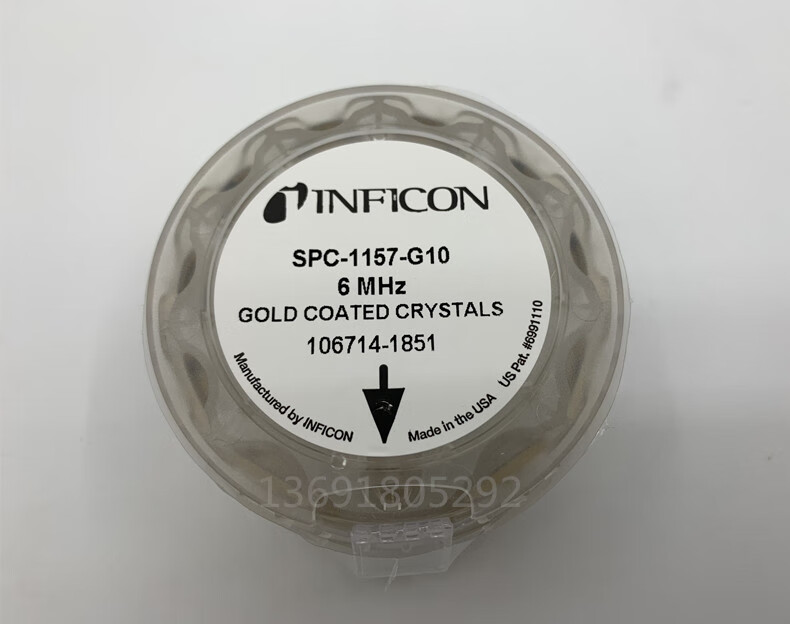 INFICON
SPC-1157-G10
6 MHz
GOLD COATED CRYSTALS
106714-1851
Manufactured by INFICON
Made in the USA
US Pat. #6991110
13691805292